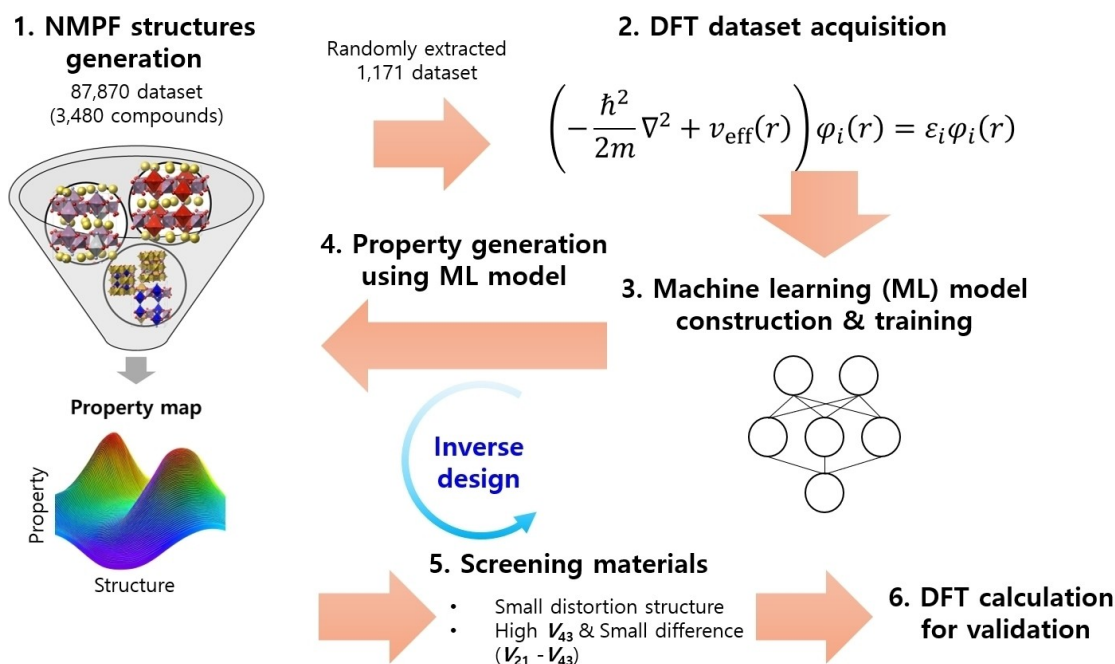 1. NMPF structures
generation
87,870 dataset
(3,480 compounds)
Randomly extracted
1,171 dataset
2. DFT dataset acquisition
(-ℏ²/2m ∇² + v_eff(r)) φ_i(r) = ε_i φ_i(r)
3. Machine learning (ML) model
construction & training
4. Property generation
using ML model
Property map
Property
Structure
Inverse
design
5. Screening materials
• Small distortion structure
• High V₄₃ & Small difference
(V₂₁ - V₄₃)
6. DFT calculation
for validation